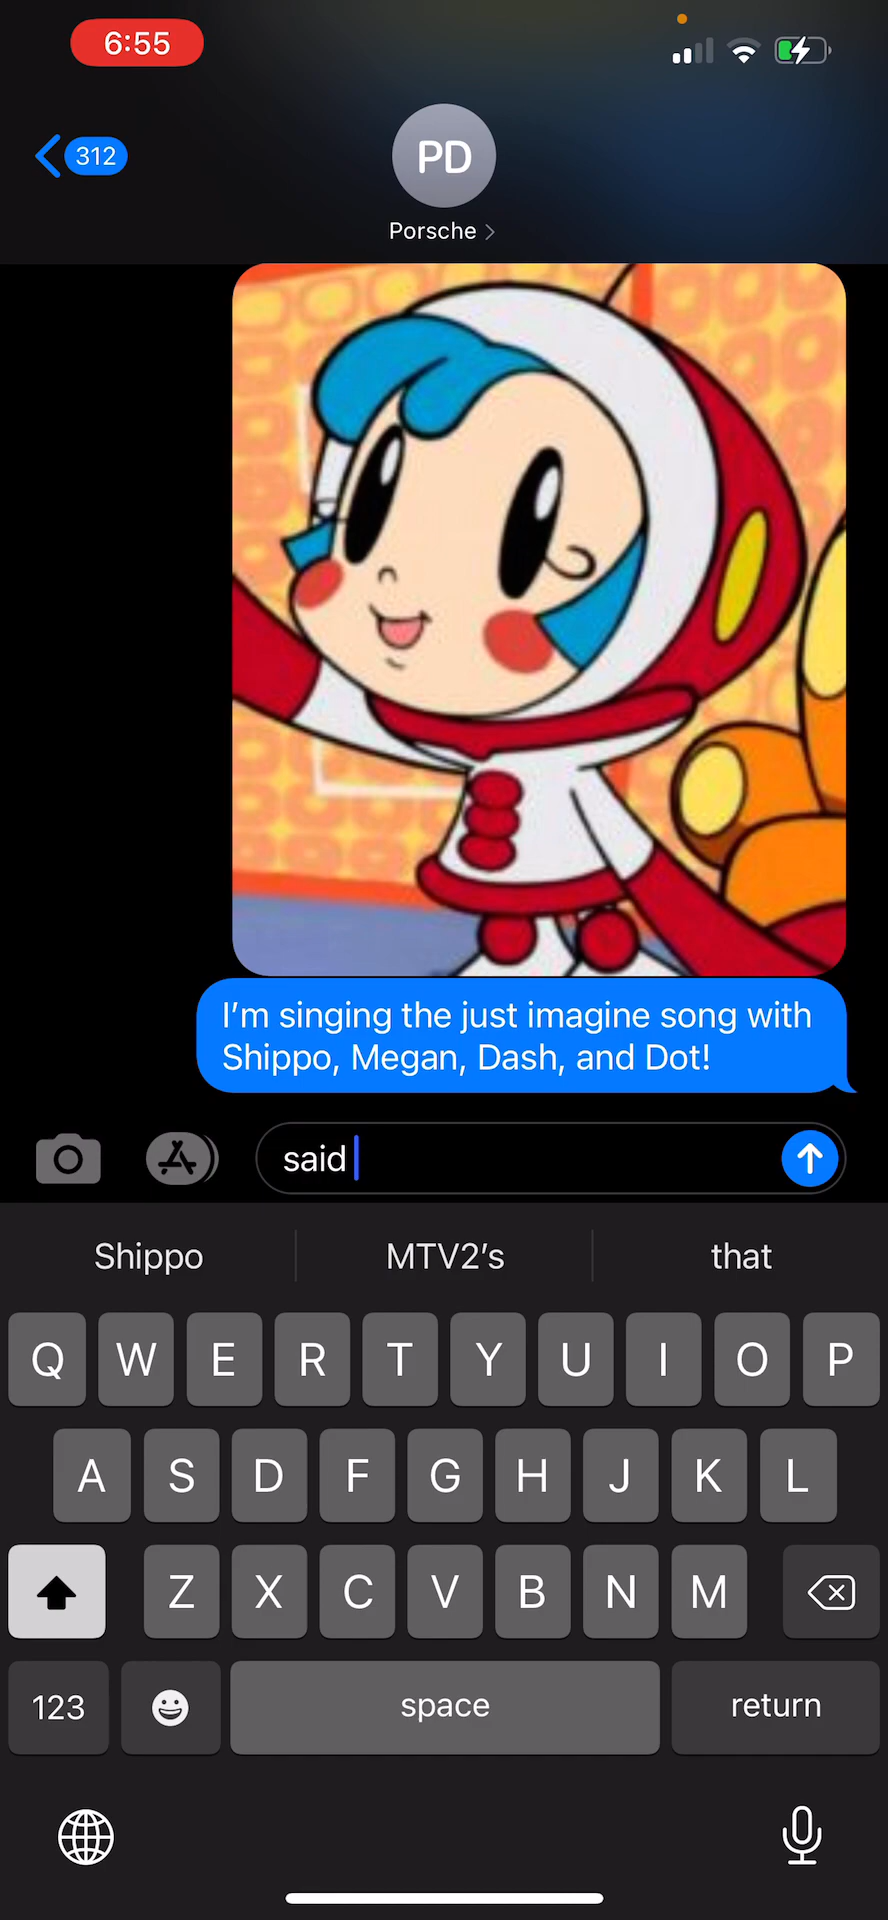 6:55
312
PD
Porsche
I'm singing the just imagine song with
Shippo, Megan, Dash, and Dot!
said
Shippo MTV2's that
Q W E R T Y U I O P
A S D F G H J K L
Z X C V B N M
123 space return